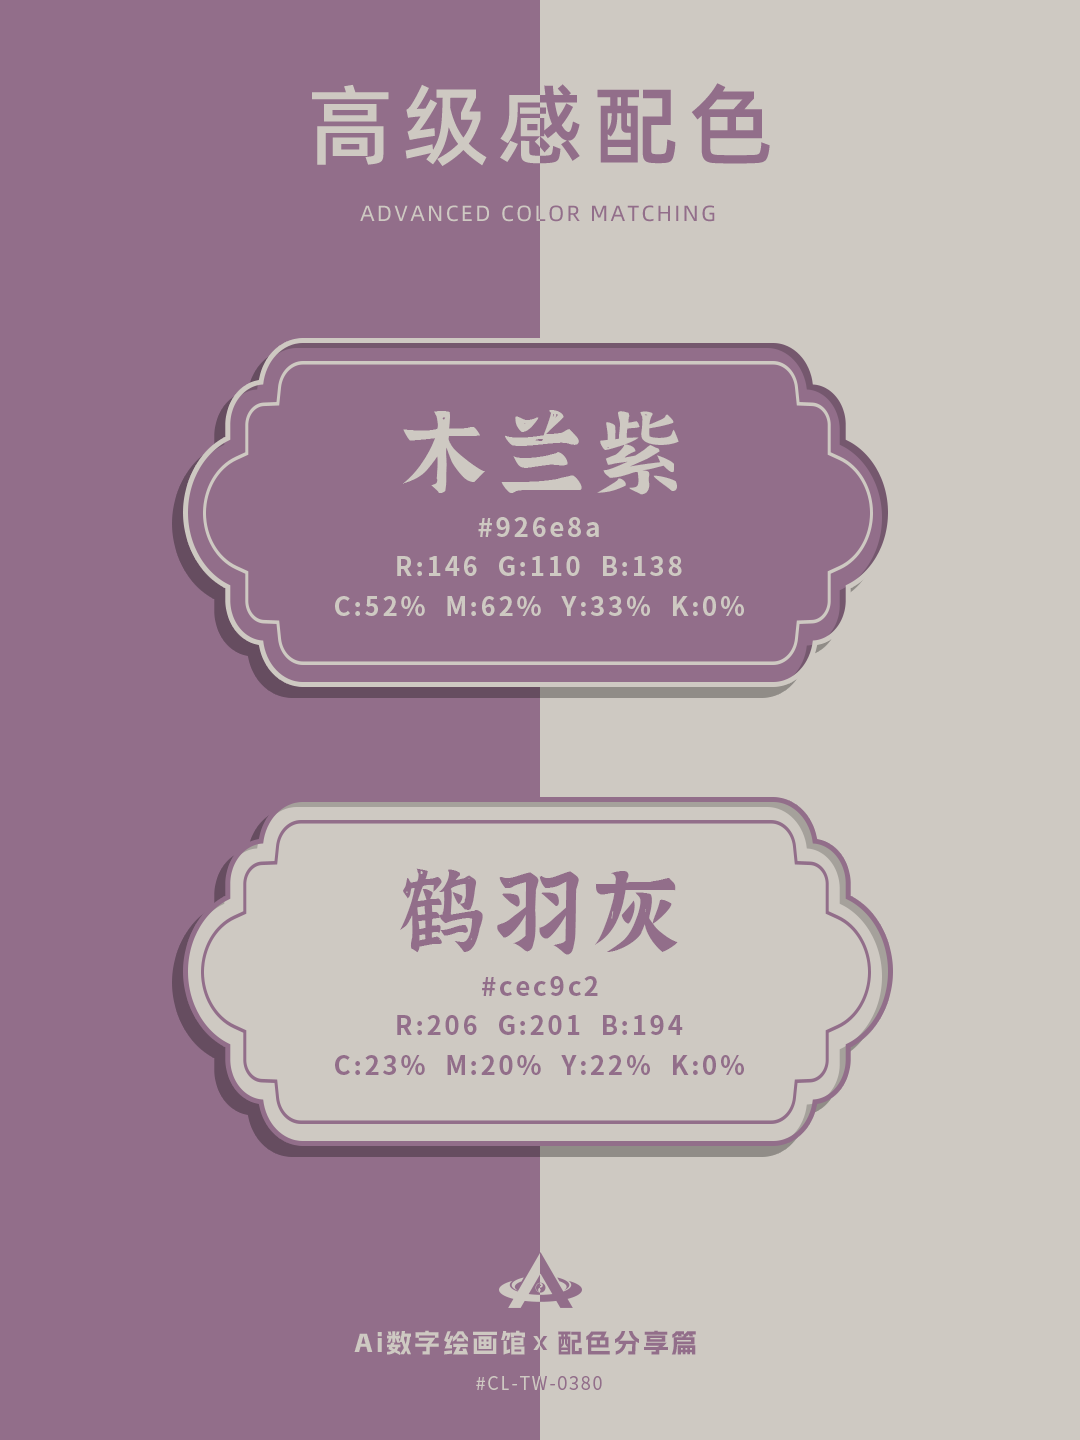 高级感配色
ADVANCED COLOR MATCHING
木兰紫
#926e8a
R:146 G:110 B:138
C:52% M:62% Y:33% K:0%
鹤羽灰
#cec9c2
R:206 G:201 B:194
C:23% M:20% Y:22% K:0%
Ai数字绘画馆 x 配色分享篇
#CL-TW-0380